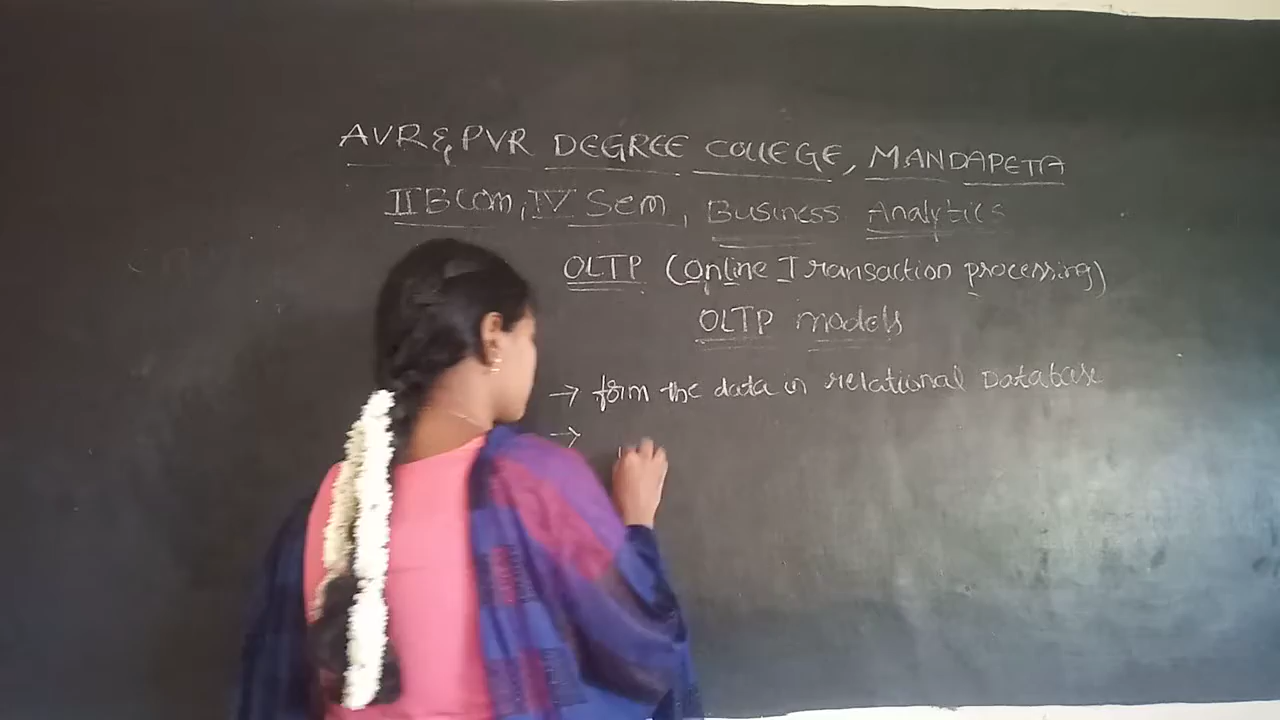 AVR & PVR DEGREE COLLEGE, MANDAPETA
II BCom, IV Sem, Business Analytics
OLTP (Online Transaction processing)
OLTP models
→ form the data in relational Database
→